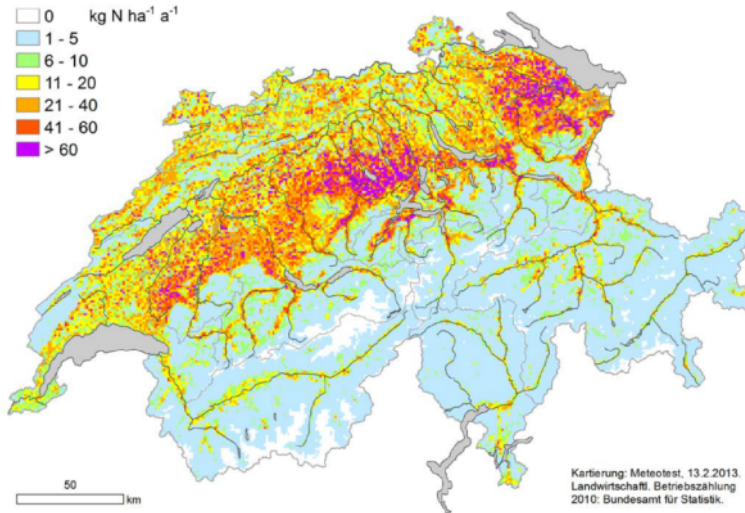 0 kg N ha⁻¹ a⁻¹
1 - 5
6 - 10
11 - 20
21 - 40
41 - 60
> 60
50
km
Kartierung: Meteotest, 13.2.2013.
Landwirtschaftl. Betriebszählung
2010: Bundesamt für Statistik.